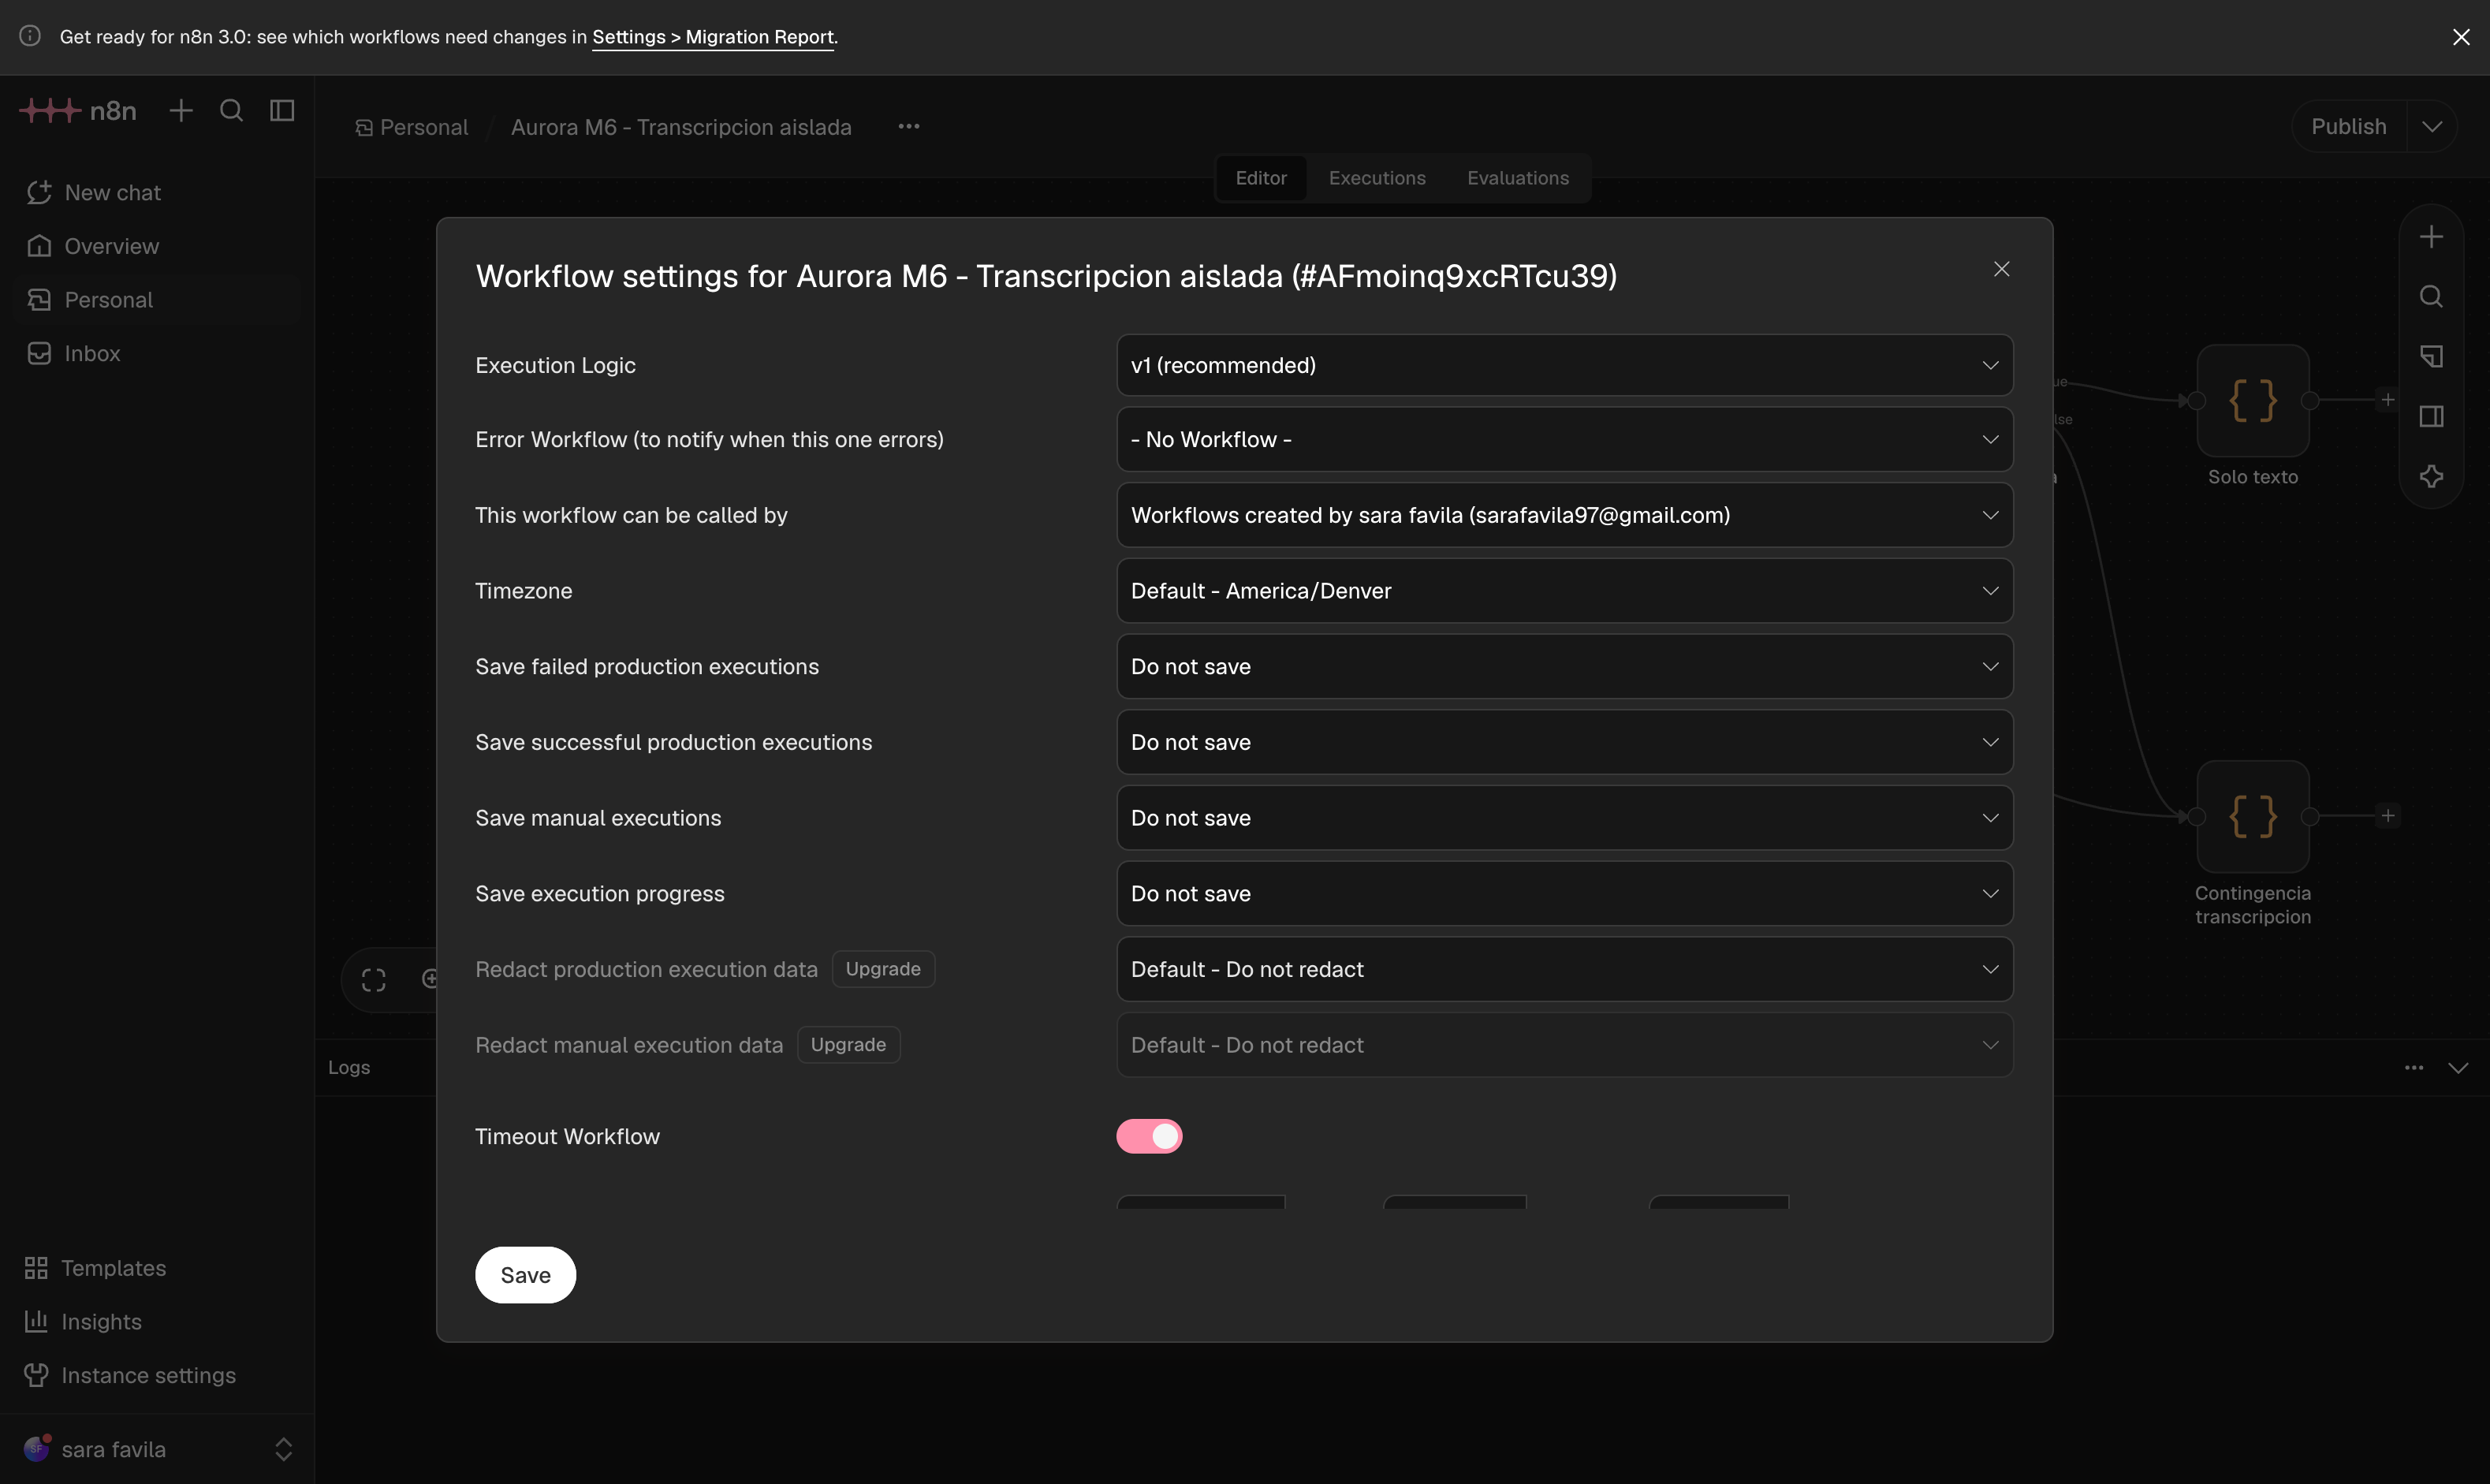 Get ready for n8n 3.0: see which workflows need changes in Settings > Migration Report.
n8n
Personal / Aurora M6 - Transcripcion aislada
Publish
Editor Executions Evaluations
New chat
Overview
Personal
Inbox
Workflow settings for Aurora M6 - Transcripcion aislada (#AFmoinq9xcRTcu39)
Execution Logic v1 (recommended)
Error Workflow (to notify when this one errors) - No Workflow -
This workflow can be called by Workflows created by sara favila (sarafavila97@gmail.com)
Timezone Default - America/Denver
Save failed production executions Do not save
Save successful production executions Do not save
Save manual executions Do not save
Save execution progress Do not save
Redact production execution data Upgrade Default - Do not redact
Redact manual execution data Upgrade Default - Do not redact
Timeout Workflow
Save
Solo texto
Contingencia
transcripcion
Logs
Templates
Insights
Instance settings
SF sara favila